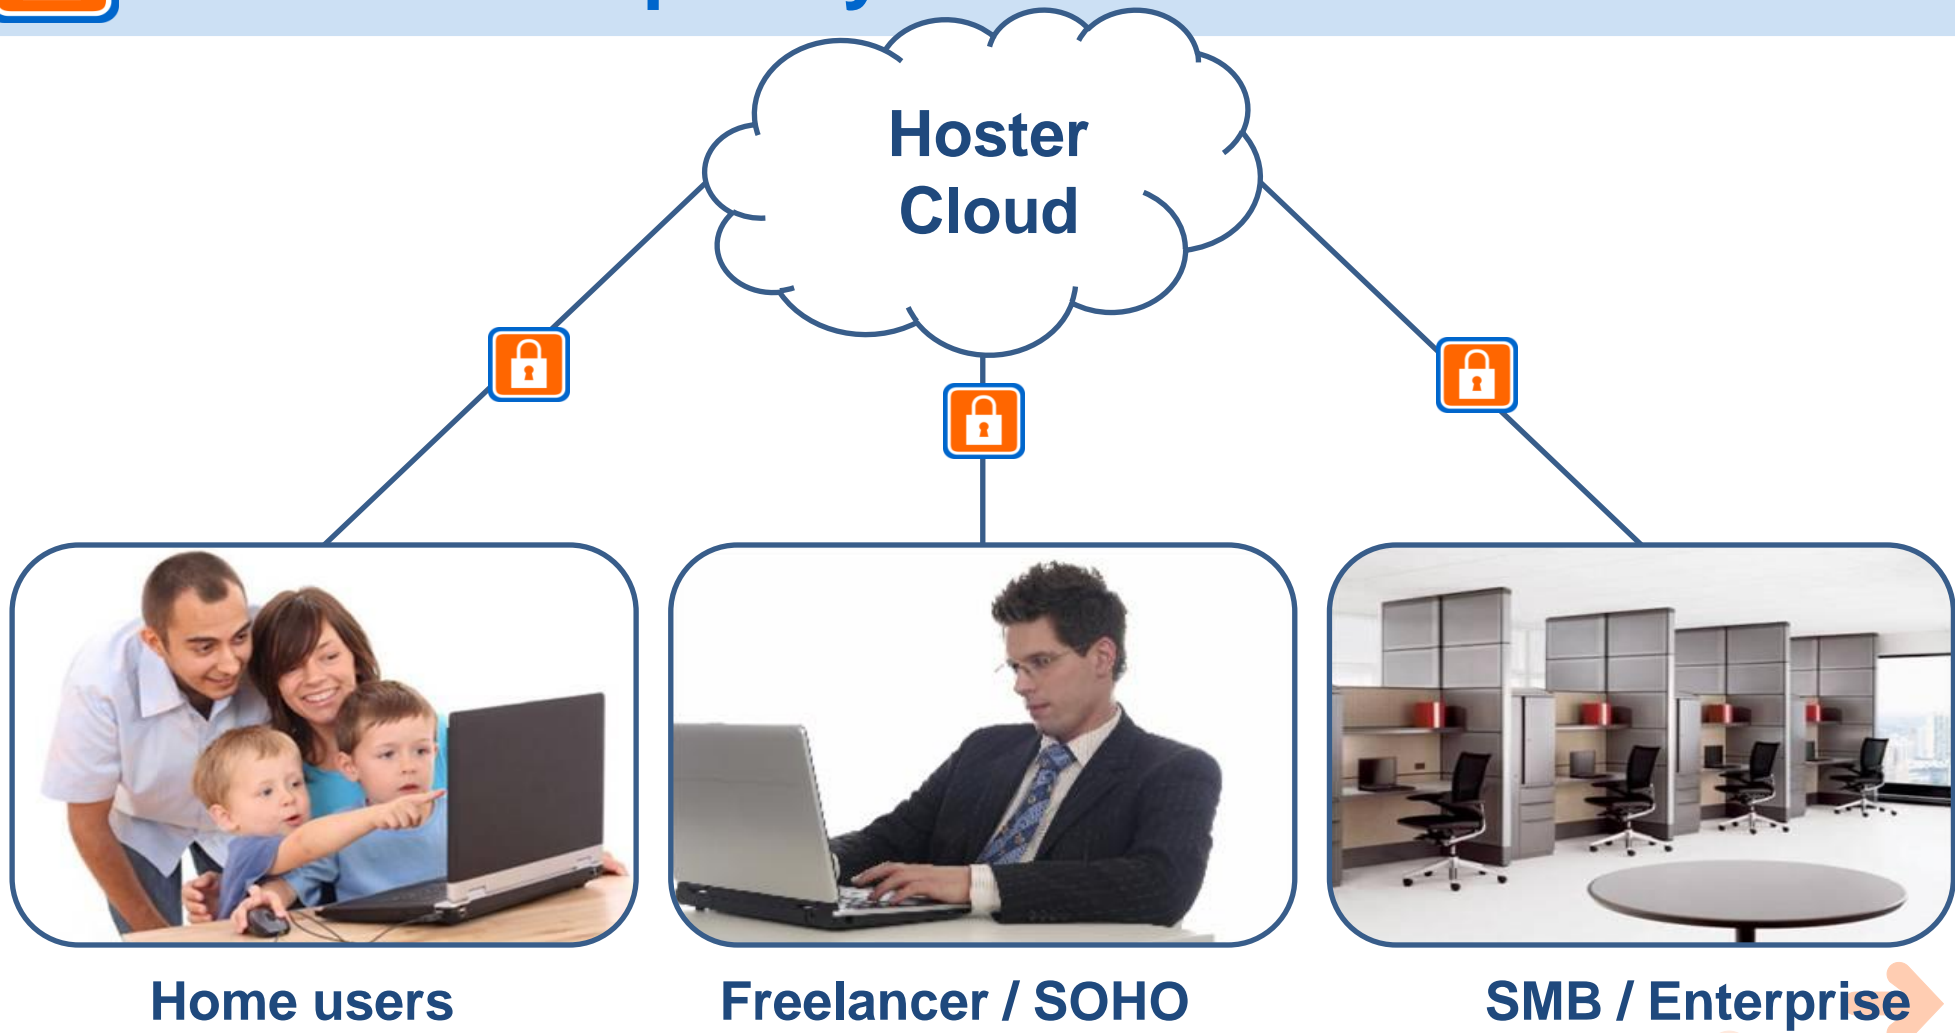 Hoster
Cloud
Home users
Freelancer / SOHO
SMB / Enterprise